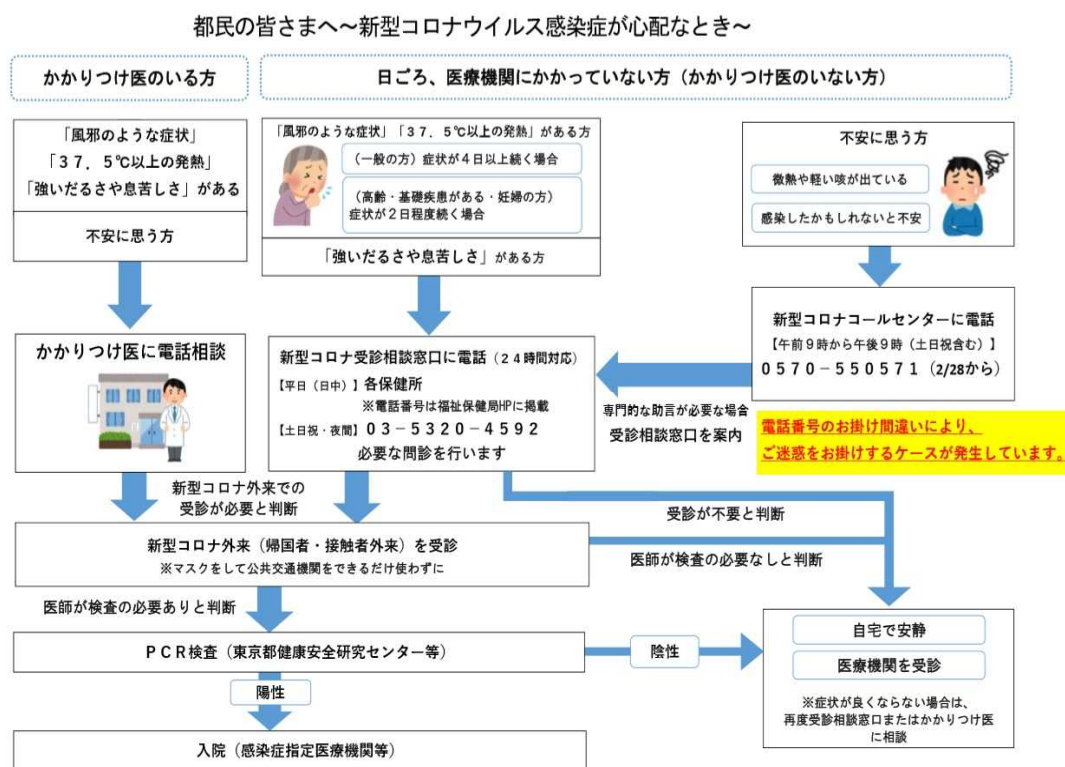 都民の皆さまへ～新型コロナウイルス感染症が心配なとき～
かかりつけ医のいる方
日ごろ、医療機関にかかっていない方（かかりつけ医のいない方）
「風邪のような症状」
「３７．５℃以上の発熱」
「強いだるさや息苦しさ」がある
不安に思う方
「風邪のような症状」「３７．５℃以上の発熱」がある方
（一般の方）症状が４日以上続く場合
（高齢・基礎疾患がある・妊婦の方）
症状が２日程度続く場合
「強いだるさや息苦しさ」がある方
不安に思う方
微熱や軽い咳が出ている
感染したかもしれないと不安
かかりつけ医に電話相談
新型コロナ受診相談窓口に電話（２４時間対応）
【平日（日中）】各保健所
※電話番号は福祉保健局HPに掲載
【土日祝・夜間】０３－５３２０－４５９２
必要な問診を行います
新型コロナコールセンターに電話
【午前９時から午後９時（土日祝含む）】
０５７０－５５０５７１（2/28から）
専門的な助言が必要な場合
受診相談窓口を案内
電話番号のお掛け間違いにより、
ご迷惑をお掛けするケースが発生しています。
新型コロナ外来での
受診が必要と判断
受診が不要と判断
新型コロナ外来（帰国者・接触者外来）を受診
※マスクをして公共交通機関をできるだけ使わずに
医師が検査の必要なしと判断
医師が検査の必要ありと判断
ＰＣＲ検査（東京都健康安全研究センター等）
陰性
陽性
入院（感染症指定医療機関等）
自宅で安静
医療機関を受診
※症状が良くならない場合は、
再度受診相談窓口またはかかりつけ医
に相談